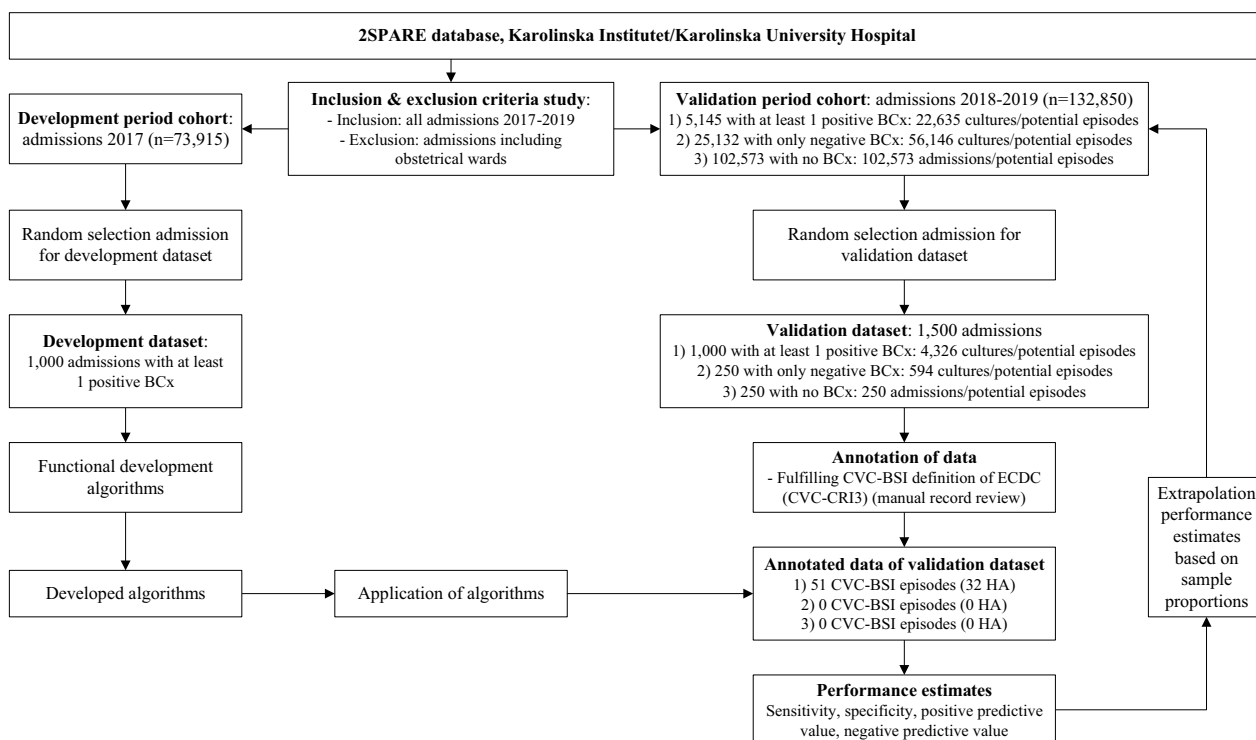 2SPARE database, Karolinska Institutet/Karolinska University Hospital
Development period cohort:
admissions 2017 (n=73,915)
Inclusion & exclusion criteria study:
- Inclusion: all admissions 2017-2019
- Exclusion: admissions including
obstetrical wards
Validation period cohort: admissions 2018-2019 (n=132,850)
1) 5,145 with at least 1 positive BCx: 22,635 cultures/potential episodes
2) 25,132 with only negative BCx: 56,146 cultures/potential episodes
3) 102,573 with no BCx: 102,573 admissions/potential episodes
Random selection admission
for development dataset
Random selection admission for
validation dataset
Development dataset:
1,000 admissions with at least
1 positive BCx
Validation dataset: 1,500 admissions
1) 1,000 with at least 1 positive BCx: 4,326 cultures/potential episodes
2) 250 with only negative BCx: 594 cultures/potential episodes
3) 250 with no BCx: 250 admissions/potential episodes
Functional development
algorithms
Annotation of data
- Fulfilling CVC-BSI definition of ECDC
(CVC-CRI3) (manual record review)
Extrapolation
performance
estimates
based on
sample
proportions
Developed algorithms
Application of algorithms
Annotated data of validation dataset
1) 51 CVC-BSI episodes (32 HA)
2) 0 CVC-BSI episodes (0 HA)
3) 0 CVC-BSI episodes (0 HA)
Performance estimates
Sensitivity, specificity, positive predictive
value, negative predictive value